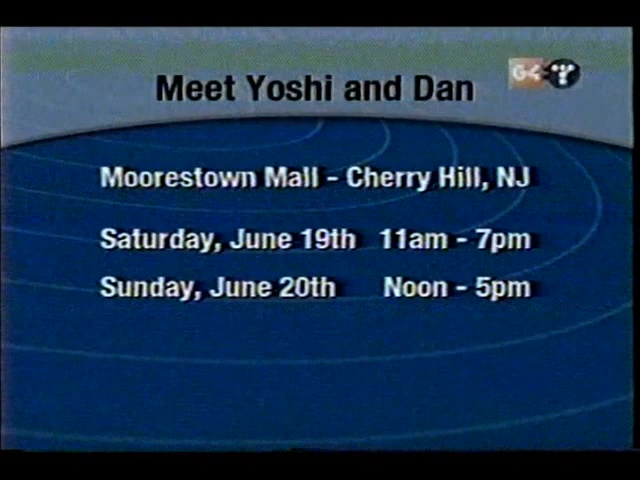 G4
Meet Yoshi and Dan
Moorestown Mall - Cherry Hill, NJ
Saturday, June 19th 11am - 7pm
Sunday, June 20th Noon - 5pm